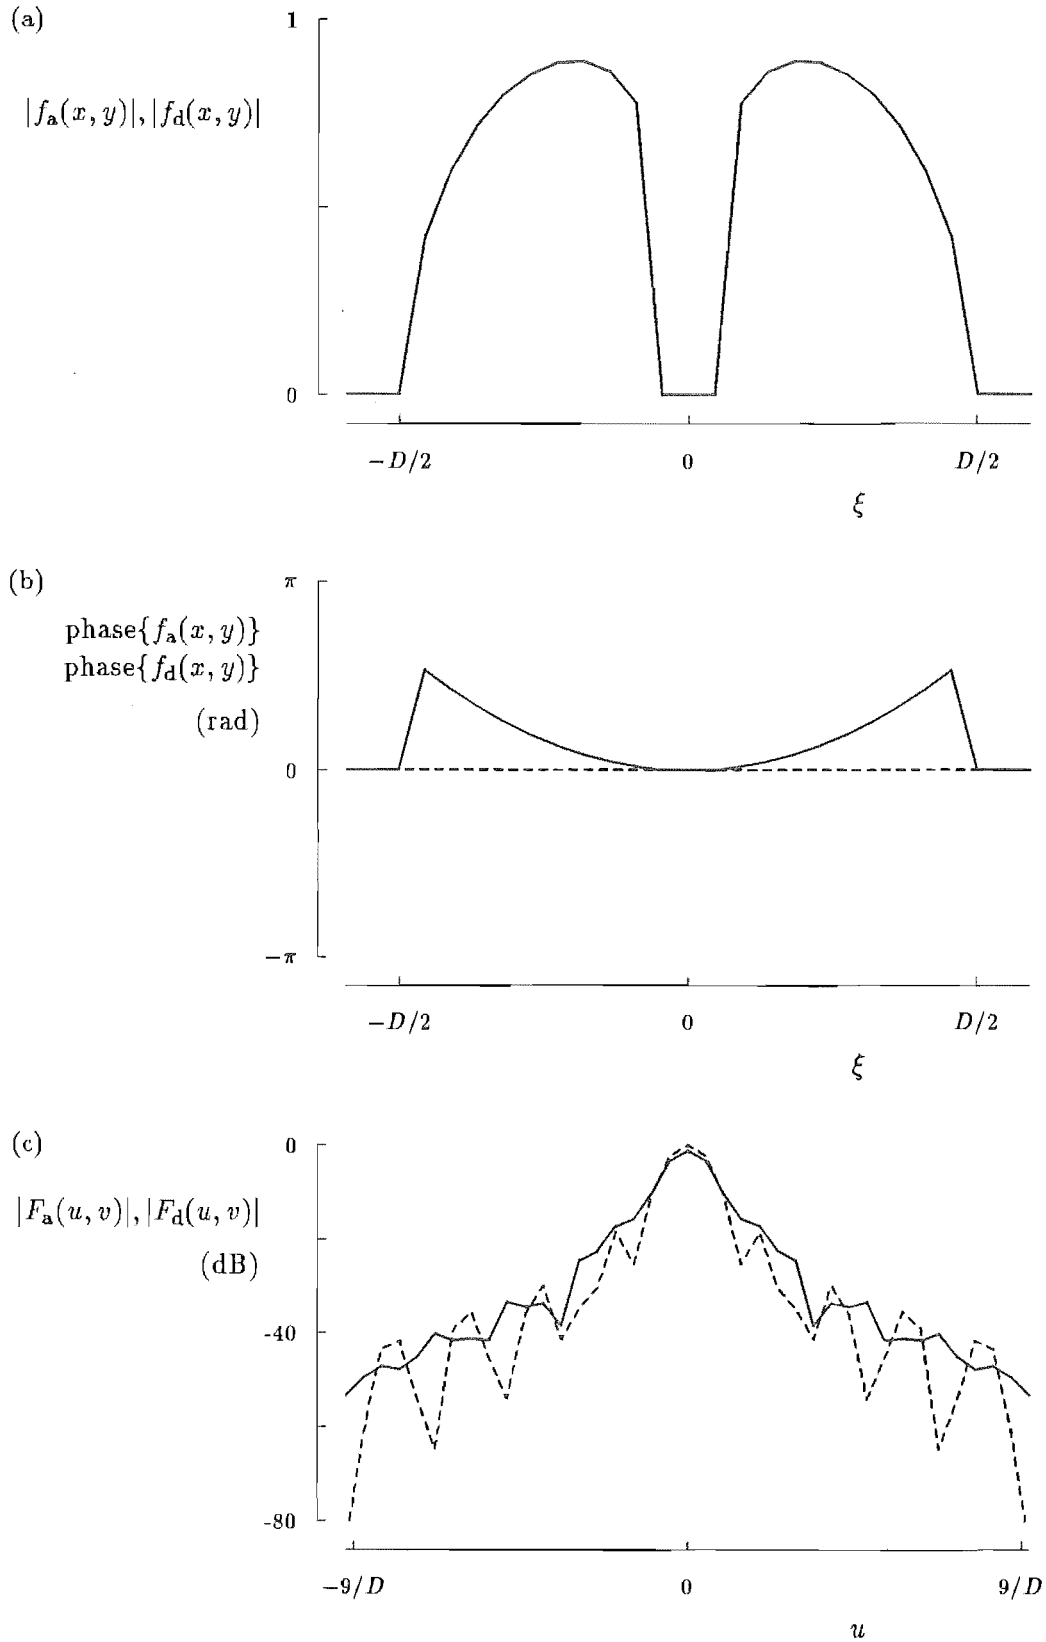 (a)
1
|f_a(x, y)|, |f_d(x, y)|
0
−D/2 0 D/2
ξ
(b)
π
phase{f_a(x, y)}
phase{f_d(x, y)}
(rad)
0
−π
−D/2 0 D/2
ξ
(c)
0
|F_a(u, v)|, |F_d(u, v)|
(dB)
-40
-80
−9/D 0 9/D
u